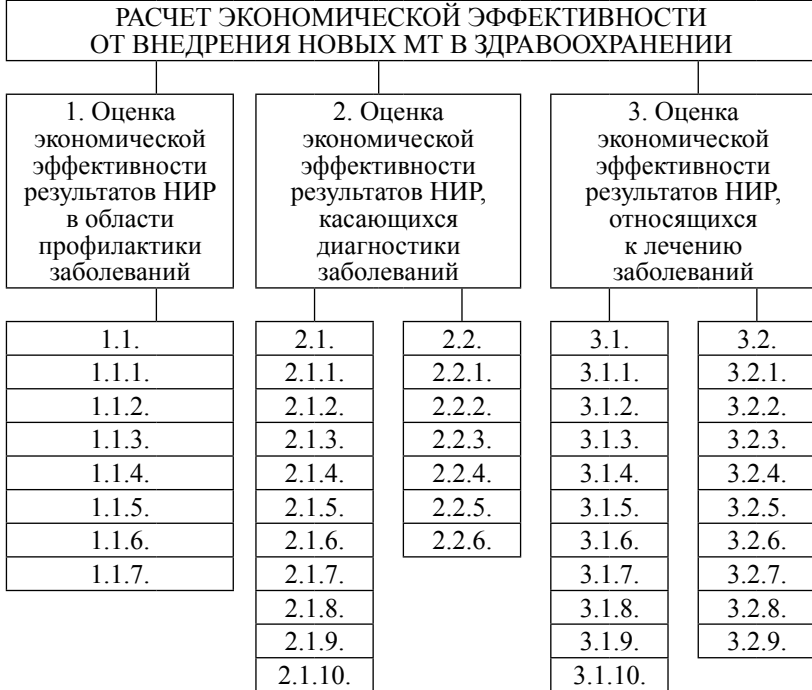 РАСЧЕТ ЭКОНОМИЧЕСКОЙ ЭФФЕКТИВНОСТИ
ОТ ВНЕДРЕНИЯ НОВЫХ МТ В ЗДРАВООХРАНЕНИИ
1. Оценка
экономической
эффективности
результатов НИР
в области
профилактики
заболеваний
2. Оценка
экономической
эффективности
результатов НИР,
касающихся
диагностики
заболеваний
3. Оценка
экономической
эффективности
результатов НИР,
относящихся
к лечению
заболеваний
1.1.
1.1.1.
1.1.2.
1.1.3.
1.1.4.
1.1.5.
1.1.6.
1.1.7.
2.1.
2.1.1.
2.1.2.
2.1.3.
2.1.4.
2.1.5.
2.1.6.
2.1.7.
2.1.8.
2.1.9.
2.1.10.
2.2.
2.2.1.
2.2.2.
2.2.3.
2.2.4.
2.2.5.
2.2.6.
3.1.
3.1.1.
3.1.2.
3.1.3.
3.1.4.
3.1.5.
3.1.6.
3.1.7.
3.1.8.
3.1.9.
3.1.10.
3.2.
3.2.1.
3.2.2.
3.2.3.
3.2.4.
3.2.5.
3.2.6.
3.2.7.
3.2.8.
3.2.9.